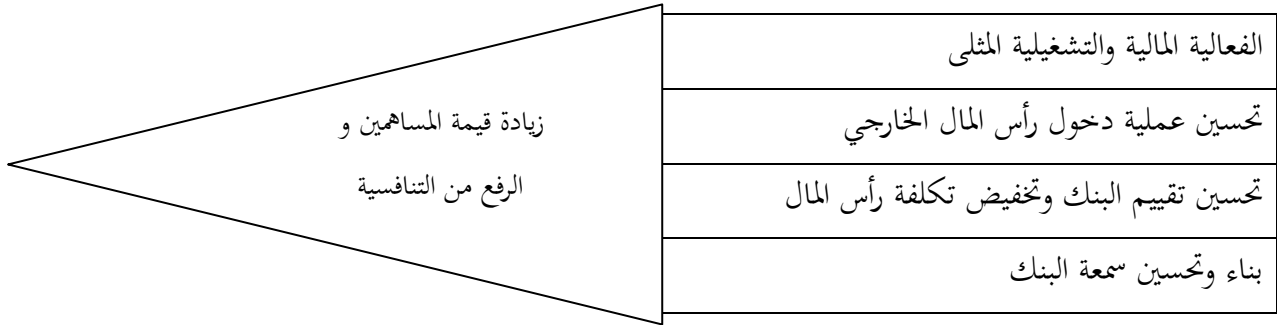 الفعالية المالية والتشغيلية المثلى
تحسين عملية دخول رأس المال الخارجي
تحسين تقييم البنك وتخفيض تكلفة رأس المال
بناء وتحسين سمعة البنك
زيادة قيمة المساهمين و
الرفع من التنافسية